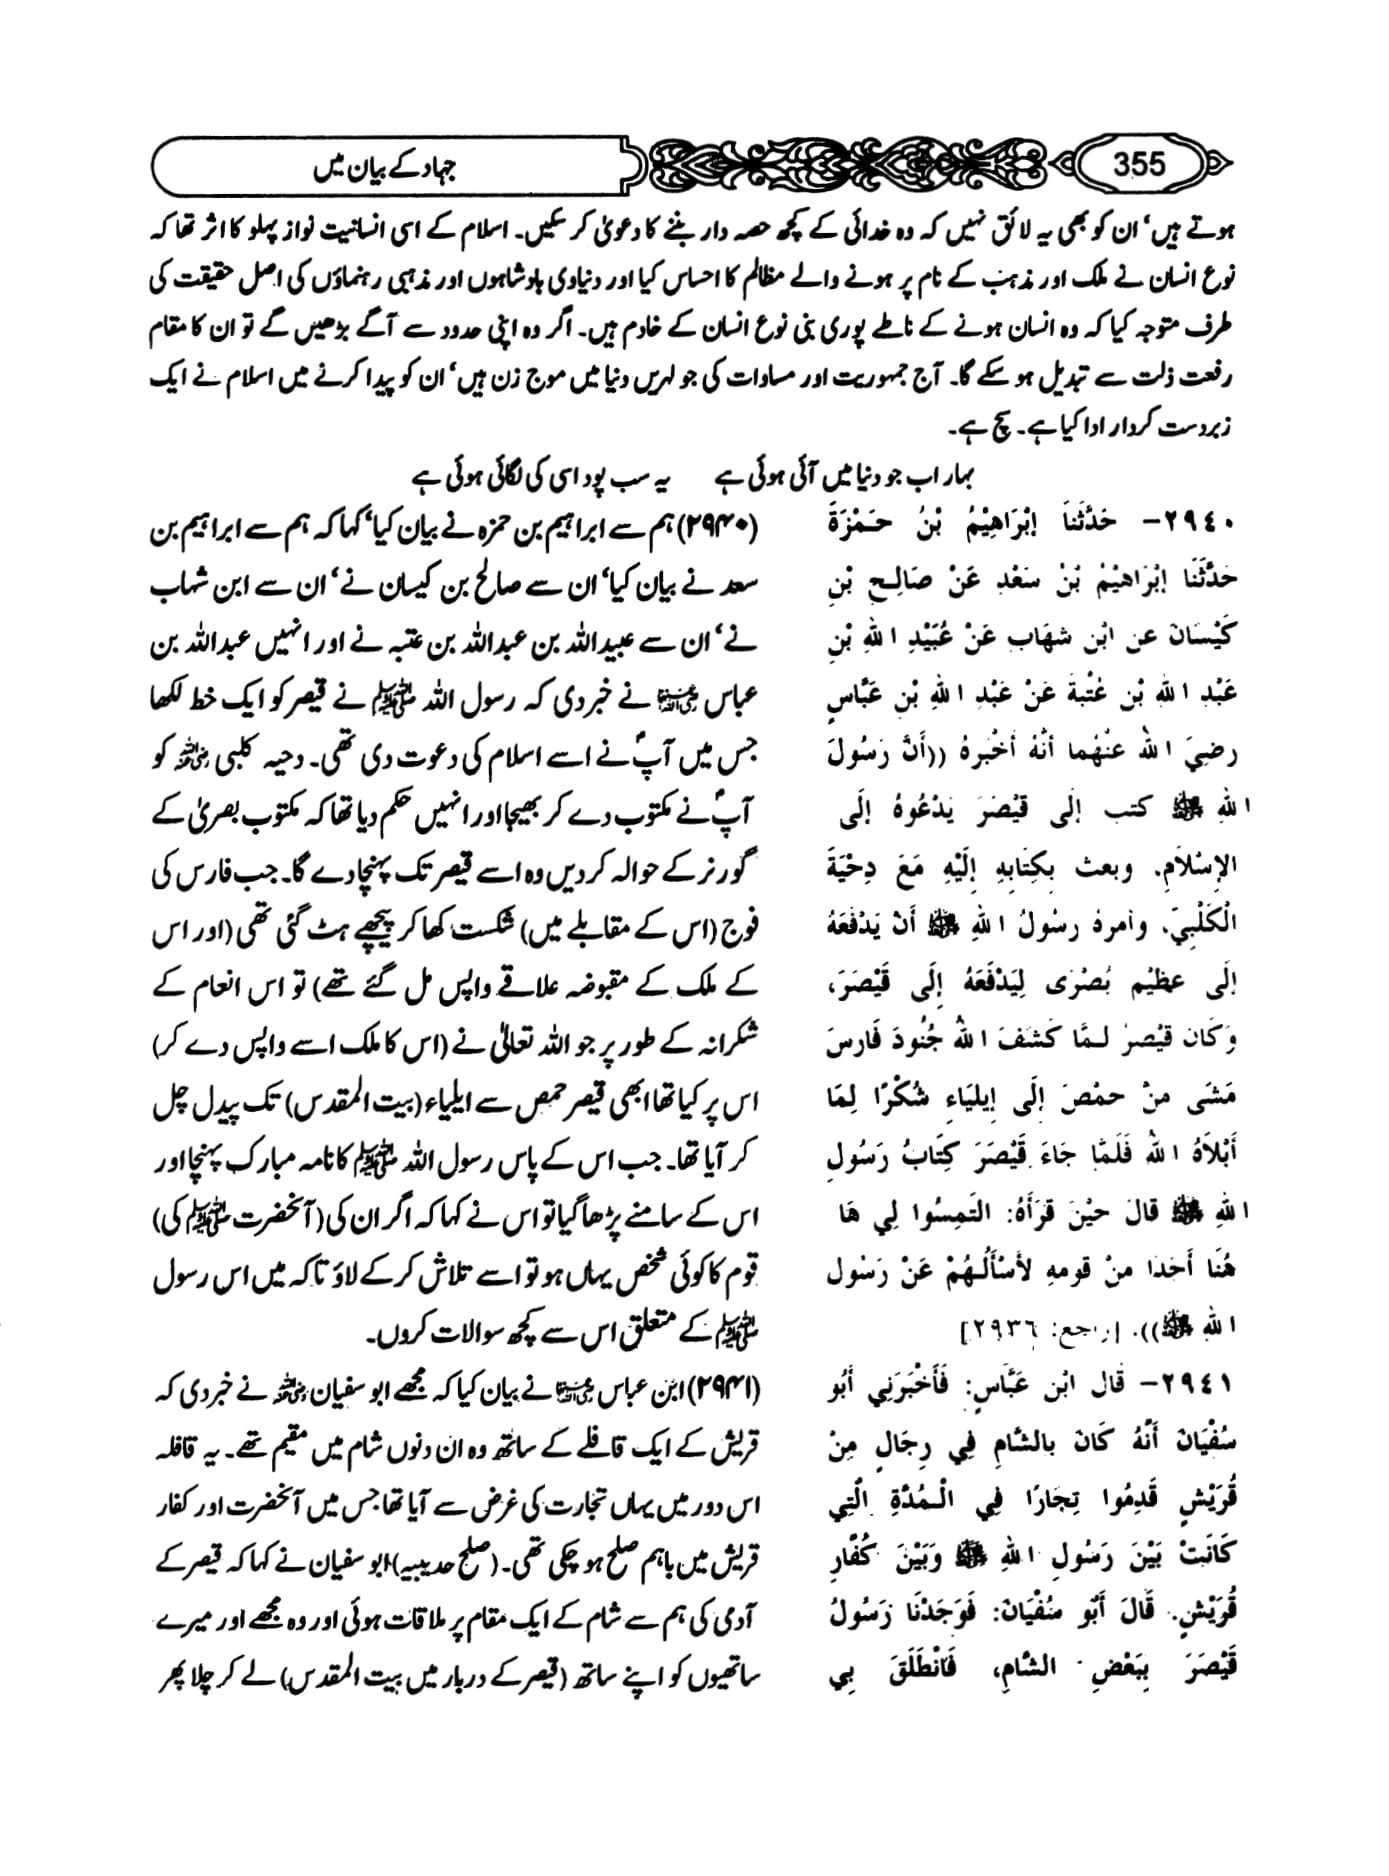 355
جہاد کے بیان میں
ہوتے ہیں‘ ان کو بھی یہ لائق نہیں کہ وہ خدائی کے کچھ حصہ دار بننے کا دعویٰ کر سکیں۔ اسلام کے اسی انسانیت نواز پہلو کا اثر تھا کہ
نوع انسان نے ملک اور مذہب کے نام پر ہونے والے مظالم کا احساس کیا اور دنیاوی بادشاہوں اور مذہبی رہنماؤں کی اصل حقیقت کی
طرف متوجہ کیا کہ وہ انسان ہونے کے ناطے پوری بنی نوع انسان کے خادم ہیں۔ اگر وہ اپنی حدود سے آگے بڑھیں گے تو ان کا مقام
رفعت ذلت سے تبدیل ہو سکے گا۔ آج جمہوریت اور مساوات کی جو لہریں دنیا میں موج زن ہیں‘ ان کو پیدا کرنے میں اسلام نے ایک
زبردست کردار ادا کیا ہے۔ سچ ہے۔
بہار اب جو دنیا میں آئی ہوئی ہے یہ سب پود اسی کی لگائی ہوئی ہے
٢٩٤٠- حَدَّثَنَا إِبْرَاهِيْمُ بْنُ حَمْزَةَ
حَدَّثَنَا إِبْرَاهِيْمُ بْنُ سَعْدٍ عَنْ صَالِحِ بْنِ
كَيْسَانَ عَنِ ابْنِ شِهَابٍ عَنْ عُبَيْدِ اللهِ بْنِ
عَبْدِ اللهِ بْنِ عُتْبَةَ عَنْ عَبْدِ اللهِ بْنِ عَبَّاسٍ
رَضِيَ اللهُ عَنْهُمَا أَنَّهُ أَخْبَرَهُ ((أَنَّ رَسُولَ
اللهِ ﷺ كَتَبَ إِلَى قَيْصَرَ يَدْعُوهُ إِلَى
الإِسْلَامِ. وَبَعَثَ بِكِتَابِهِ إِلَيْهِ مَعَ دِحْيَةَ
الْكَلْبِيِّ. وَأَمَرَهُ رَسُولُ اللهِ ﷺ أَنْ يَدْفَعَهُ
إِلَى عَظِيْمِ بُصْرَى لِيَدْفَعَهُ إِلَى قَيْصَرَ،
وَكَانَ قَيْصَرُ لَمَّا كَشَفَ اللهُ جُنُودَ فَارِسَ
مَشَى مِنْ حِمْصَ إِلَى إِيلِيَاءِ شُكْرًا لِمَا
أَبْلَاهُ اللهُ فَلَمَّا جَاءَ قَيْصَرَ كِتَابُ رَسُولِ
اللهِ ﷺ قَالَ حِيْنَ قَرَأَهُ: الْتَمِسُوا لِي هَا
هُنَا أَحَدًا مِنْ قَوْمِهِ لأَسْأَلَهُمْ عَنْ رَسُولِ
اللهِ ﷺ)). [راجع: ٢٩٣٦]
٢٩٤١- قَالَ ابْنُ عَبَّاسٍ: فَأَخْبَرَنِي أَبُو
سُفْيَانَ أَنَّهُ كَانَ بِالشَّامِ فِي رِجَالٍ مِنْ
قُرَيْشٍ قَدِمُوا تِجَارًا فِي الْمُدَّةِ الَّتِي
كَانَتْ بَيْنَ رَسُولِ اللهِ ﷺ وَبَيْنَ كُفَّارِ
قُرَيْشٍ. قَالَ أَبُو سُفْيَانَ: فَوَجَدَنَا رَسُولُ
قَيْصَرَ بِبَعْضِ الشَّامِ، فَانْطَلَقَ بِي
(۲۹۴۰) ہم سے ابراہیم بن حمزہ نے بیان کیا‘ کہا کہ ہم سے ابراہیم بن
سعد نے بیان کیا‘ ان سے صالح بن کیسان نے‘ ان سے ابن شہاب
نے‘ ان سے عبیداللہ بن عبداللہ بن عتبہ نے اور انہیں عبداللہ بن
عباس رضی اللہ عنہما نے خبر دی کہ رسول اللہ ﷺ نے قیصر کو ایک خط لکھا
جس میں آپؐ نے اسے اسلام کی دعوت دی تھی۔ دحیہ کلبی رضی اللہ عنہ کو
آپؐ نے مکتوب دے کر بھیجا اور انہیں حکم دیا تھا کہ مکتوب بصریٰ کے
گورنر کے حوالہ کردیں وہ اسے قیصر تک پہنچا دے گا۔ جب فارس کی
فوج (اس کے مقابلے میں) شکست کھا کر پیچھے ہٹ گئی تھی (اور اس
کے ملک کے مقبوضہ علاقے واپس مل گئے تھے) تو اس انعام کے
شکرانہ کے طور پر جو اللہ تعالیٰ نے (اس کا ملک اسے واپس دے کر)
اس پر کیا تھا ابھی قیصر حمص سے ایلیاء (بیت المقدس) تک پیدل چل
کر آیا تھا۔ جب اس کے پاس رسول اللہ ﷺ کا نامہ مبارک پہنچا اور
اس کے سامنے پڑھا گیا تو اس نے کہا کہ اگر ان کی (آنحضرت ﷺ کی)
قوم کا کوئی شخص یہاں ہو تو اسے تلاش کر کے لاؤ تاکہ میں اس رسول
ﷺ کے متعلق اس سے کچھ سوالات کروں۔
(۲۹۴۱) ابن عباس رضی اللہ عنہما نے بیان کیا کہ مجھے ابو سفیان رضی اللہ عنہ نے خبر دی کہ
قریش کے ایک قافلے کے ساتھ وہ ان دنوں شام میں مقیم تھے۔ یہ قافلہ
اس دور میں یہاں تجارت کی غرض سے آیا تھا جس میں آنحضرت اور کفار
قریش میں باہم صلح ہو چکی تھی۔ (صلح حدیبیہ) ابو سفیان نے کہا کہ قیصر کے
آدمی کی ہم سے شام کے ایک مقام پر ملاقات ہوئی اور وہ مجھے اور میرے
ساتھیوں کو اپنے ساتھ (قیصر کے دربار میں بیت المقدس) لے کر چلا پھر